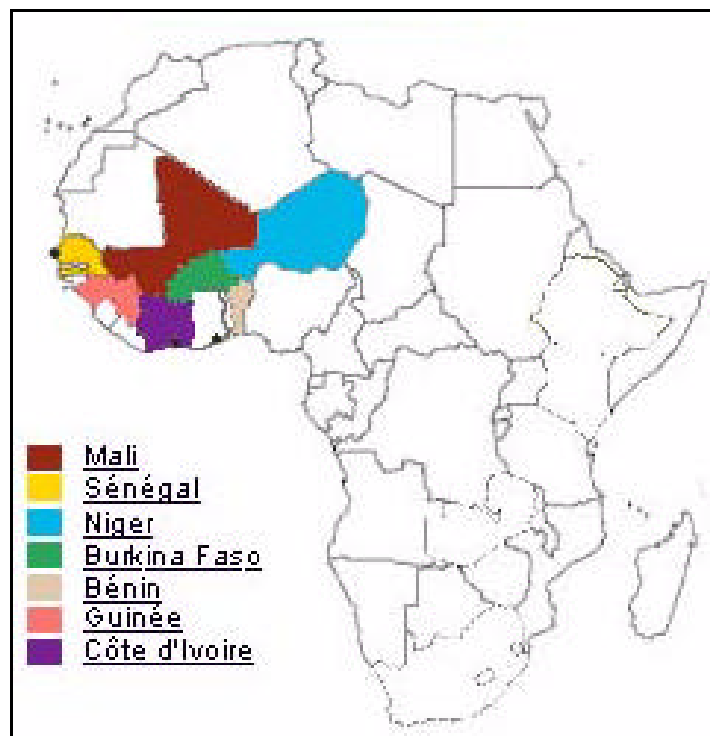 Mali
Sénégal
Niger
Burkina Faso
Bénin
Guinée
Côte d'Ivoire